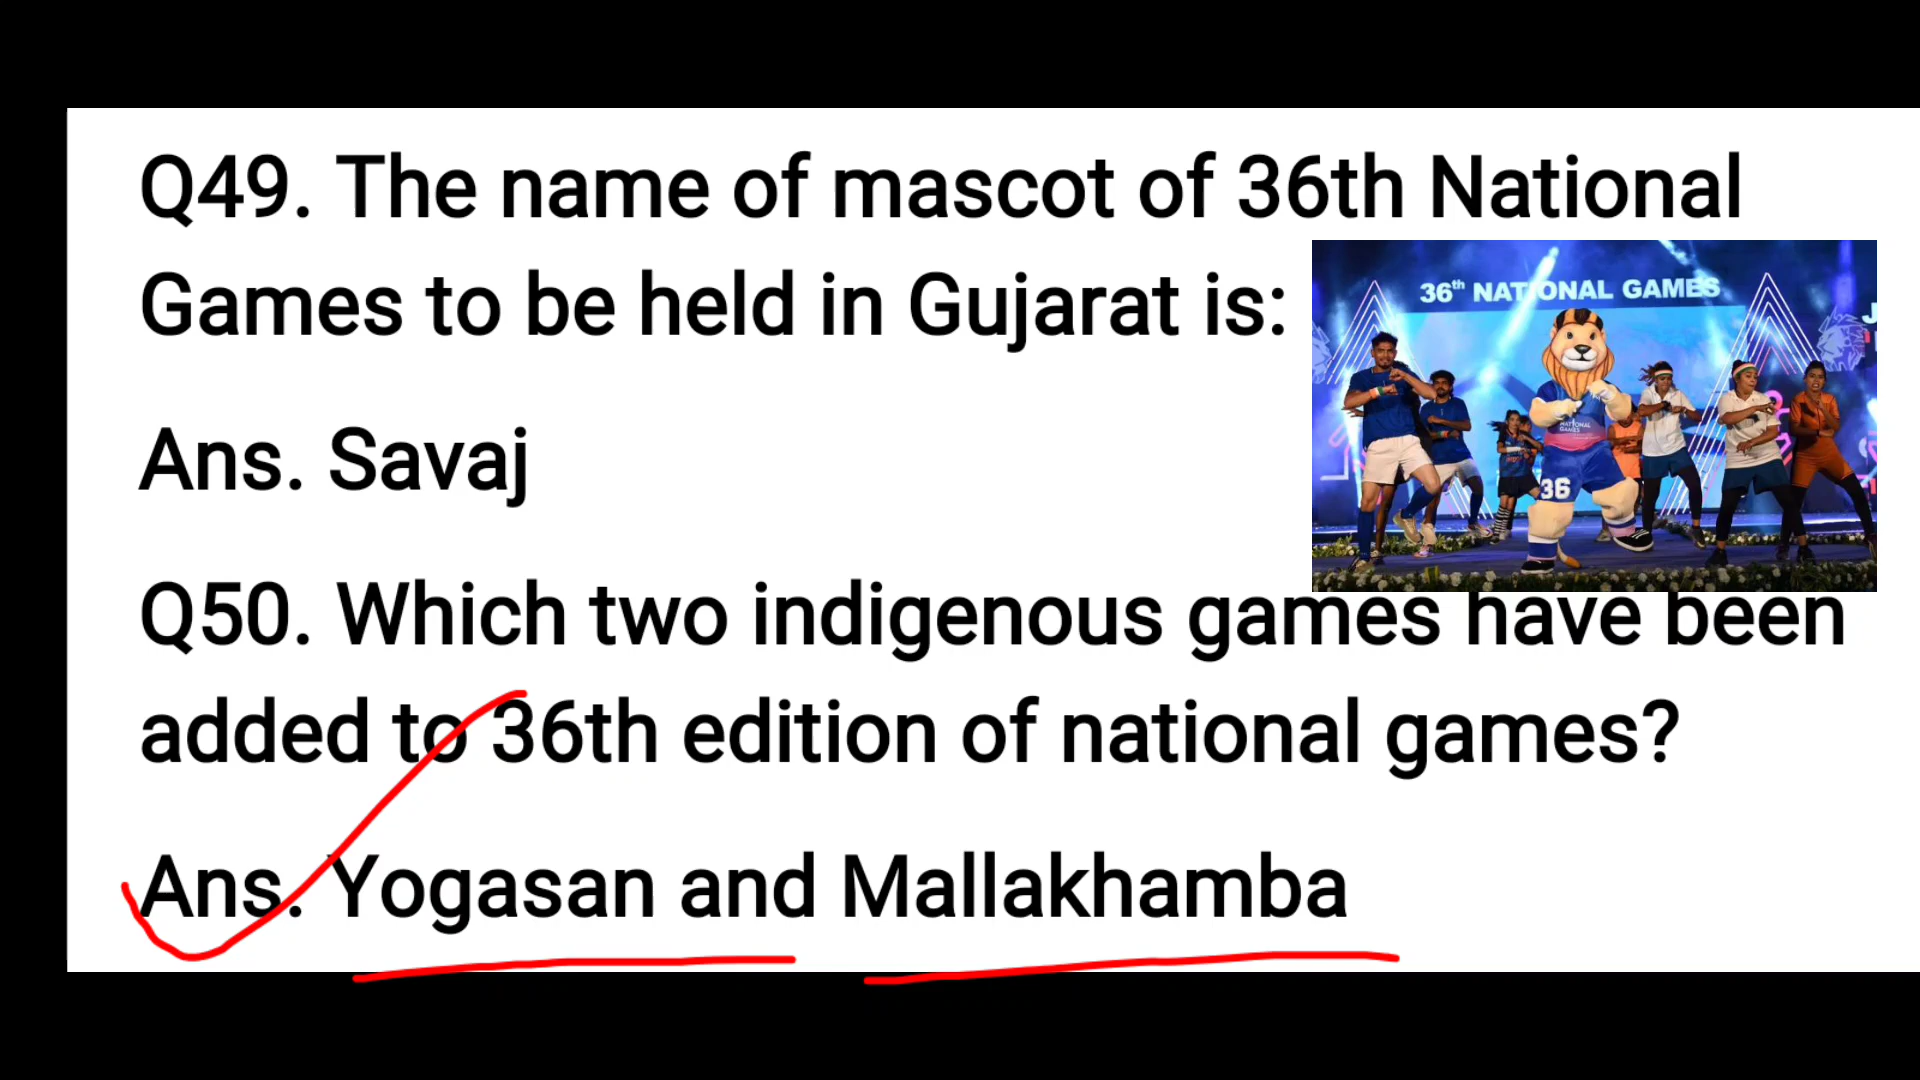 Q49. The name of mascot of 36th National
Games to be held in Gujarat is:
36th NATIONAL GAMES
NATIONAL
GAMES
36
Ans. Savaj
Q50. Which two indigenous games have been
added to 36th edition of national games?
Ans. Yogasan and Mallakhamba